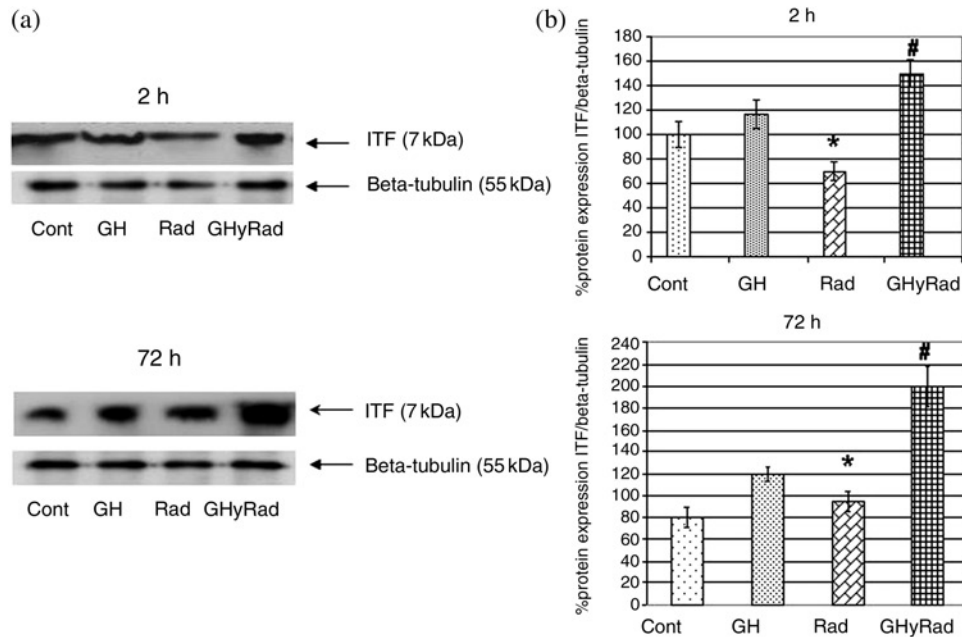 (a)
2 h
ITF (7 kDa)
Beta-tubulin (55 kDa)
Cont GH Rad GHyRad
72 h
ITF (7 kDa)
Beta-tubulin (55 kDa)
Cont GH Rad GHyRad
(b)
2 h
%protein expression ITF/beta-tubulin
180
160
140
120
100
80
60
40
20
0
#
*
Cont GH Rad GHyRad
72 h
%protein expression ITF/beta-tubulin
240
220
200
180
160
140
120
100
80
60
40
20
0
#
*
Cont GH Rad GHyRad